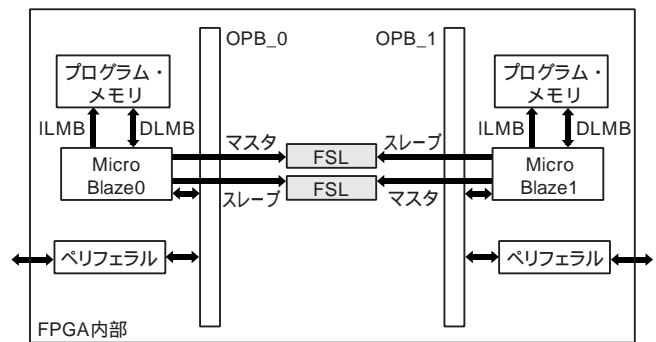 OPB_0
OPB_1
プログラム・
メモリ
プログラム・
メモリ
ILMB
DLMB
マスタ
FSL
スレーブ
ILMB
DLMB
Micro
Blaze0
スレーブ
FSL
マスタ
Micro
Blaze1
ペリフェラル
ペリフェラル
FPGA内部